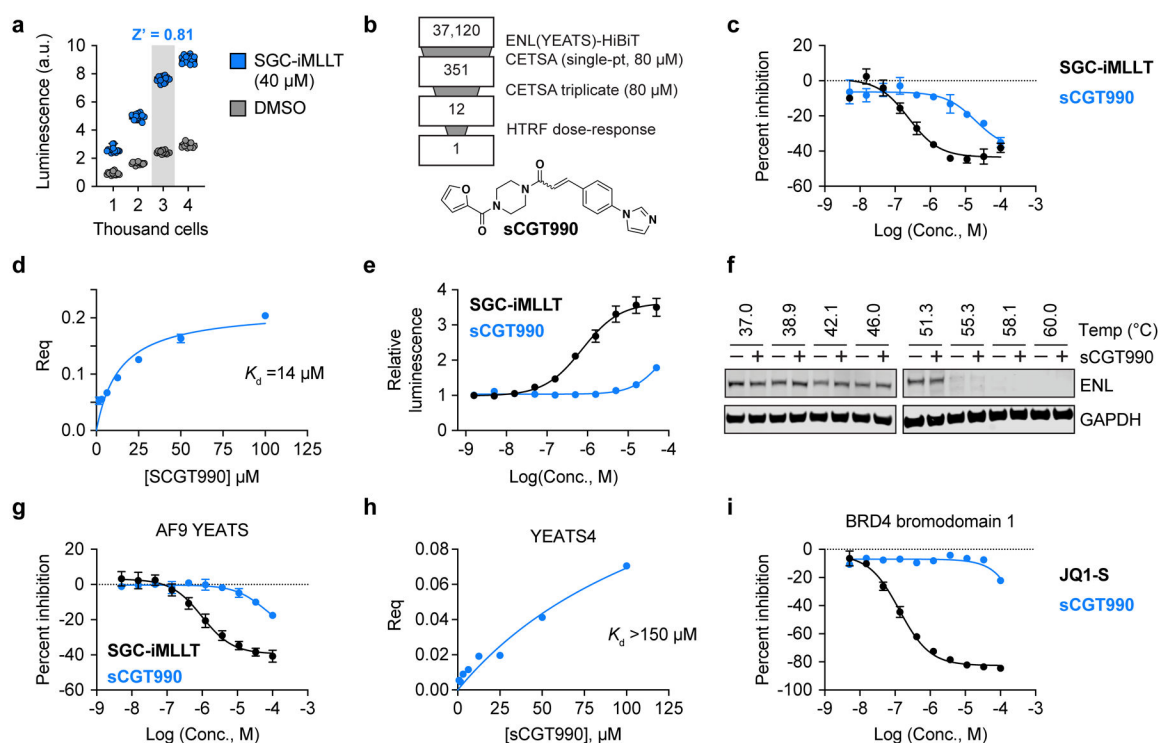 a
Z' = 0.81
Luminescence (a.u.)
10
8
6
4
2
0
1 2 3 4
Thousand cells
SGC-iMLLT
(40 µM)
DMSO
b
37,120
351
12
1
ENL(YEATS)-HiBiT
CETSA (single-pt, 80 µM)
CETSA triplicate (80 µM)
HTRF dose-response
O
N
N
O
O
N
N
sCGT990
c
Percent inhibition
20
0
-20
-40
-60
-9 -8 -7 -6 -5 -4 -3
Log (Conc., M)
SGC-iMLLT
sCGT990
d
Req
0.2
0.1
0.0
0 25 50 75 100 125
[SCGT990] µM
Kd =14 µM
e
Relative
luminescence
4
3
2
1
0
-9 -8 -7 -6 -5 -4
Log(Conc., M)
SGC-iMLLT
sCGT990
f
37.0 38.9 42.1 46.0 51.3 55.3 58.1 60.0 Temp (°C)
– + – + – + – + – + – + – + – + sCGT990
ENL
GAPDH
g
AF9 YEATS
Percent inhibition
20
0
-20
-40
-60
-9 -8 -7 -6 -5 -4 -3
Log (Conc., M)
SGC-iMLLT
sCGT990
h
YEATS4
Req
0.08
0.06
0.04
0.02
0.00
0 25 50 75 100 125
[sCGT990], µM
Kd >150 µM
i
BRD4 bromodomain 1
Percent inhibition
20
0
-20
-40
-60
-80
-100
-9 -8 -7 -6 -5 -4 -3
Log (Conc., M)
JQ1-S
sCGT990